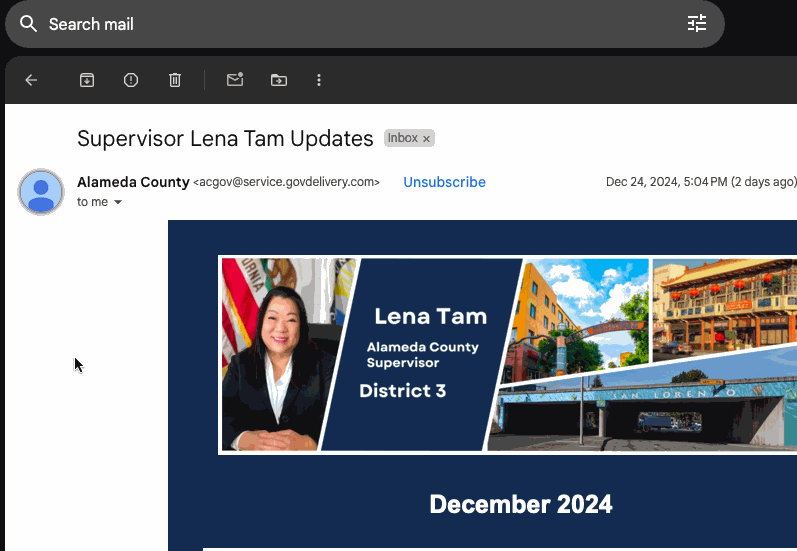 Search mail
Supervisor Lena Tam Updates Inbox ×
Alameda County <acgov@service.govdelivery.com> Unsubscribe Dec 24, 2024, 5:04 PM (2 days ago)
to me
Lena Tam
Alameda County
Supervisor
District 3
SAN LORENZO
December 2024